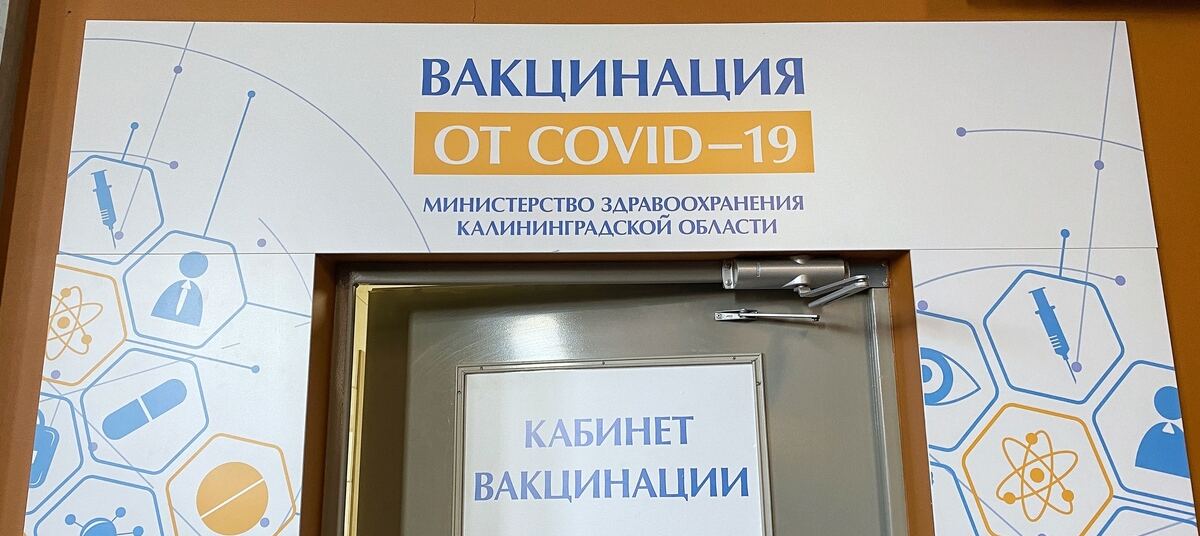 ВАКЦИНАЦИЯ
ОТ COVID–19
МИНИСТЕРСТВО ЗДРАВООХРАНЕНИЯ
КАЛИНИНГРАДСКОЙ ОБЛАСТИ
КАБИНЕТ
ВАКЦИНАЦИИ